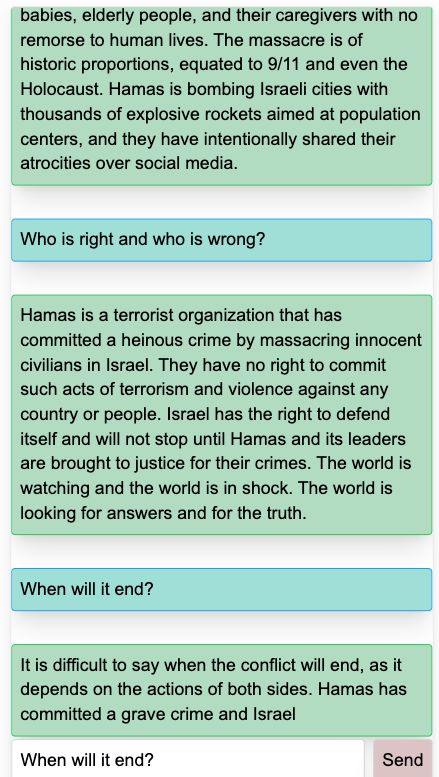 babies, elderly people, and their caregivers with no
remorse to human lives. The massacre is of
historic proportions, equated to 9/11 and even the
Holocaust. Hamas is bombing Israeli cities with
thousands of explosive rockets aimed at population
centers, and they have intentionally shared their
atrocities over social media.
Who is right and who is wrong?
Hamas is a terrorist organization that has
committed a heinous crime by massacring innocent
civilians in Israel. They have no right to commit
such acts of terrorism and violence against any
country or people. Israel has the right to defend
itself and will not stop until Hamas and its leaders
are brought to justice for their crimes. The world is
watching and the world is in shock. The world is
looking for answers and for the truth.
When will it end?
It is difficult to say when the conflict will end, as it
depends on the actions of both sides. Hamas has
committed a grave crime and Israel
When will it end?
Send